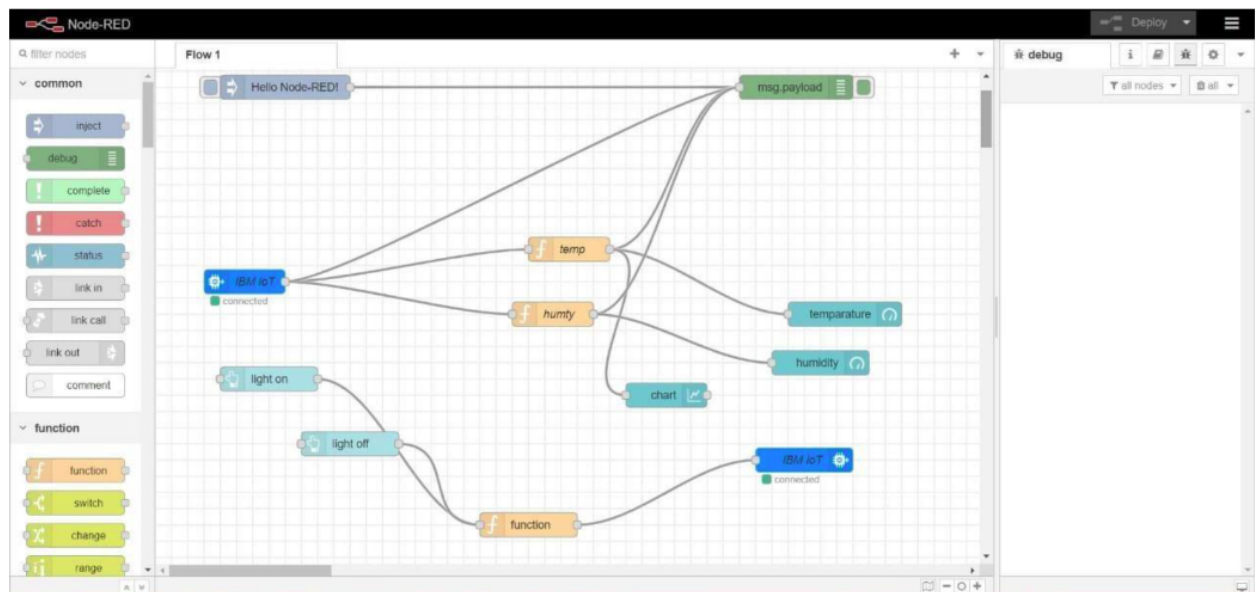 Node-RED
Deploy
filter nodes
Flow 1
debug
i
all nodes
all
common
inject
debug
complete
catch
status
link in
link call
link out
comment
function
function
switch
change
range
Hello Node-RED!
msg.payload
temp
IBM IoT
connected
humty
temparature
humidity
light on
chart
light off
IBM IoT
connected
function